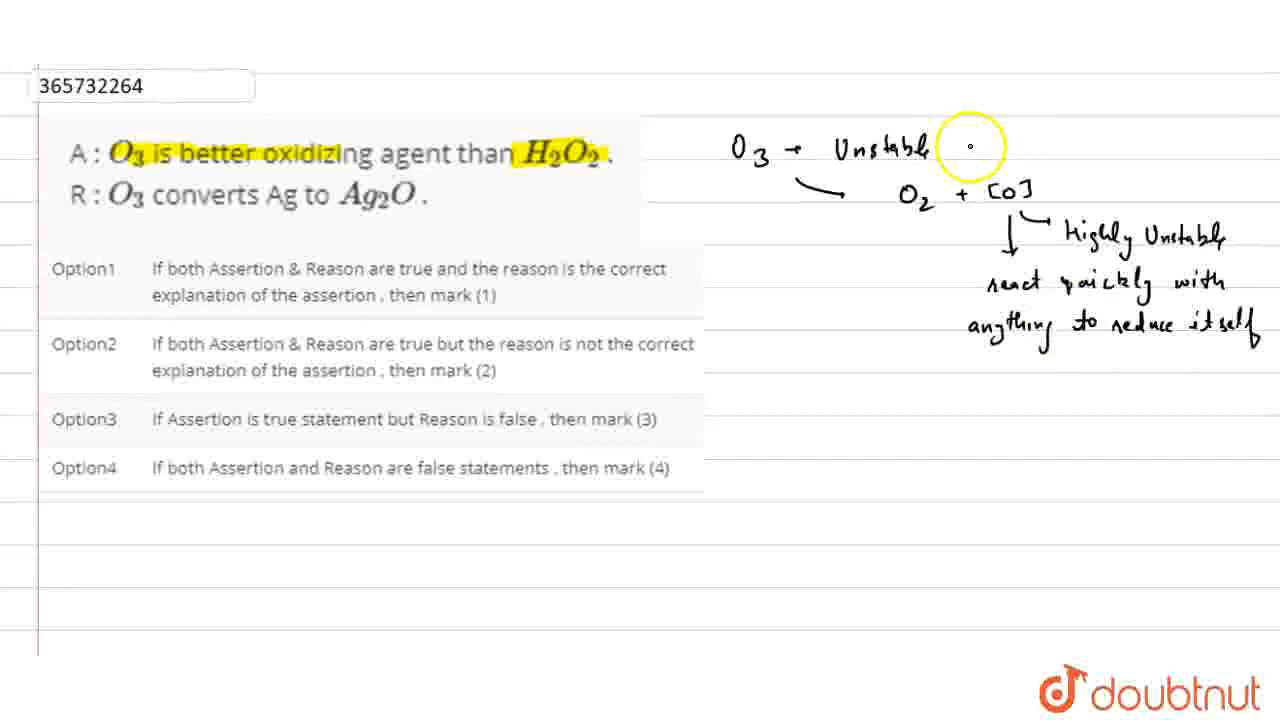 365732264
A : O₃ is better oxidizing agent than H₂O₂ .
R : O₃ converts Ag to Ag₂O .
Option1 If both Assertion & Reason are true and the reason is the correct
explanation of the assertion , then mark (1)
Option2 If both Assertion & Reason are true but the reason is not the correct
explanation of the assertion , then mark (2)
Option3 If Assertion is true statement but Reason is false , then mark (3)
Option4 If both Assertion and Reason are false statements , then mark (4)
O₃ → Unstable
O₂ + [O]
Highly Unstable
react quickly with
anything to reduce itself
doubtnut